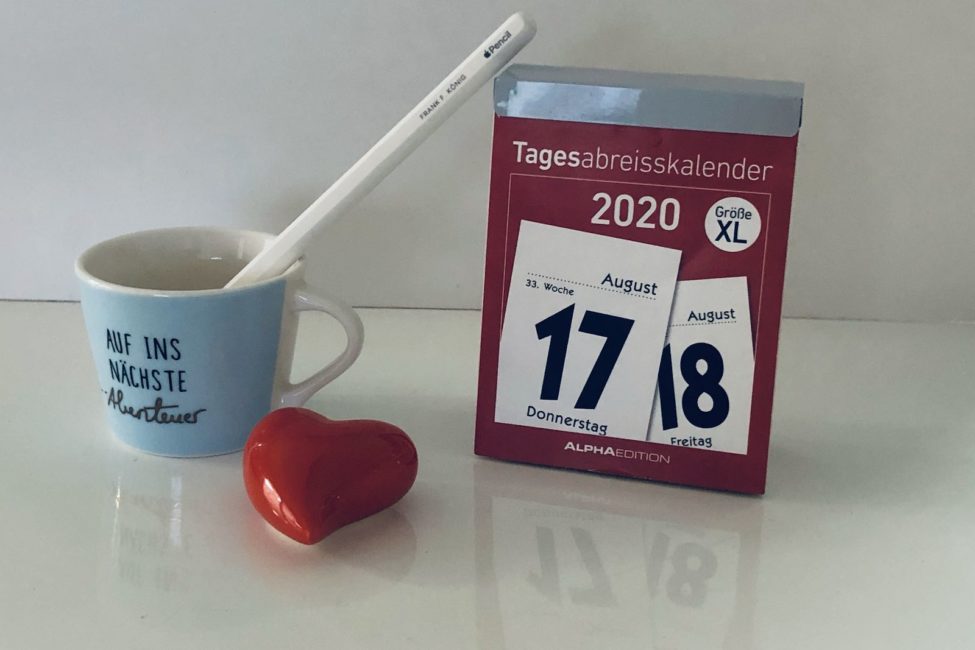 Pencil
FRANK P. KÖNIG
AUF INS
NÄCHSTE
Abenteuer
Tagesabreisskalender
2020
Größe
XL
August
33. Woche
17
Donnerstag
August
18
Freitag
ALPHAEDITION